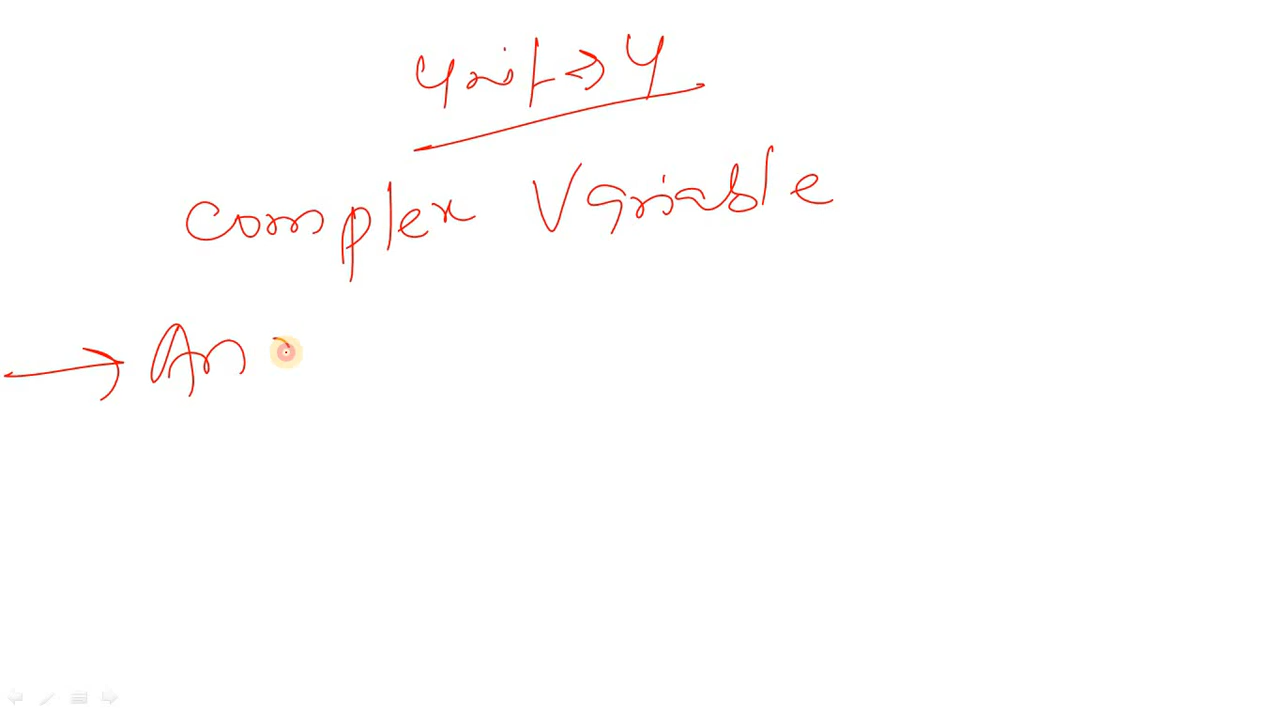 Unit → 4
Complex Variable
→ An